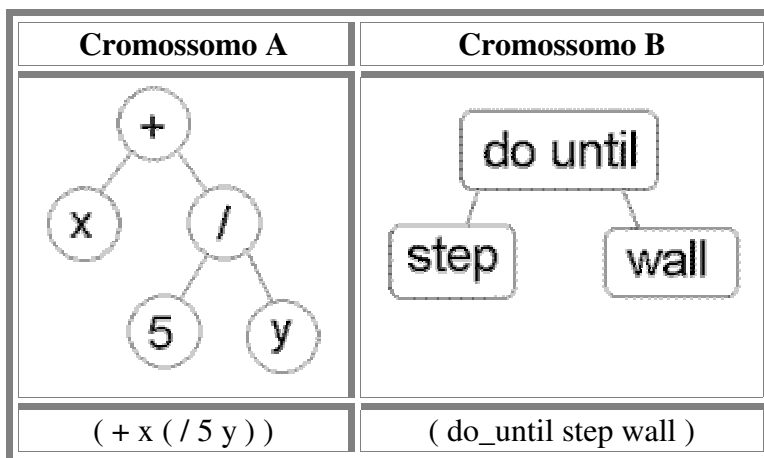 Cromossomo A
Cromossomo B
+
x
/
5
y
do until
step
wall
( + x ( / 5 y ) )
( do_until step wall )